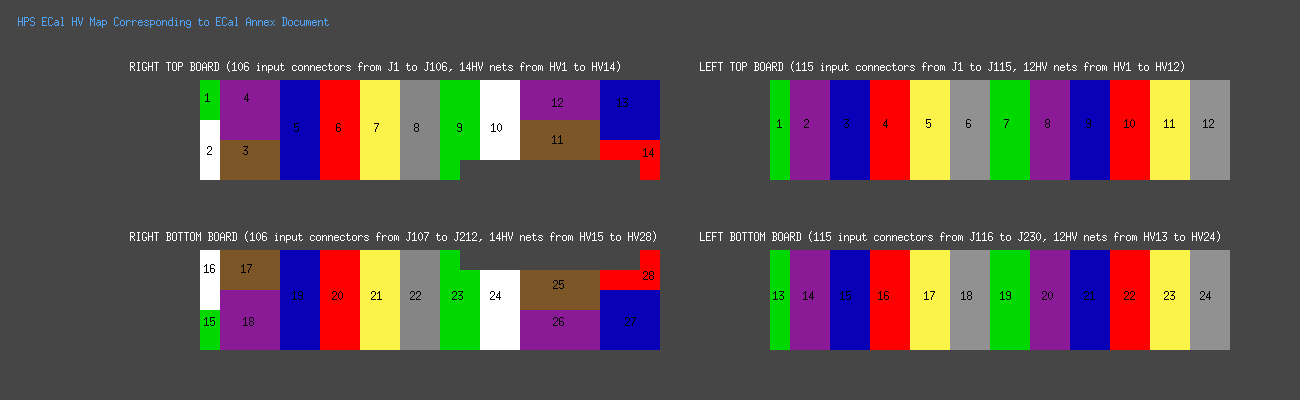 HPS ECal HV Map Corresponding to ECal Annex Document
RIGHT TOP BOARD (106 input connectors from J1 to J106, 14HV nets from HV1 to HV14)
1 4 5 6 7 8 9 10 12 13
2 3 11 14
LEFT TOP BOARD (115 input connectors from J1 to J115, 12HV nets from HV1 to HV12)
1 2 3 4 5 6 7 8 9 10 11 12
RIGHT BOTTOM BOARD (106 input connectors from J107 to J212, 14HV nets from HV15 to HV28)
16 17 19 20 21 22 23 24 25 28
15 18 26 27
LEFT BOTTOM BOARD (115 input connectors from J116 to J230, 12HV nets from HV13 to HV24)
13 14 15 16 17 18 19 20 21 22 23 24